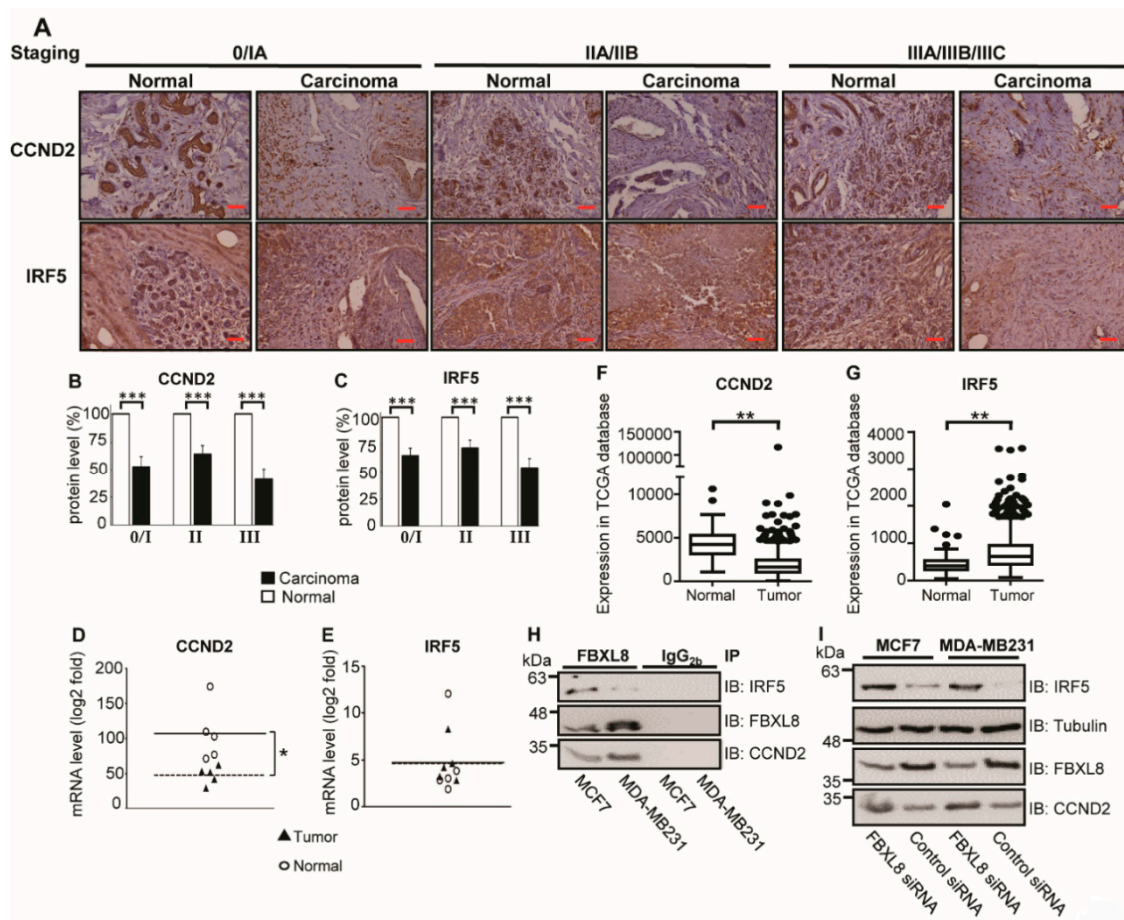 A
Staging 0/IA IIA/IIB IIIA/IIIB/IIIC
Normal Carcinoma Normal Carcinoma Normal Carcinoma
CCND2
IRF5
B CCND2
*** *** ***
protein level (%)
100
75
50
25
0
0/I II III
C IRF5
*** *** ***
protein level (%)
100
75
50
25
0
0/I II III
Carcinoma
Normal
F CCND2
**
Expression in TCGA database
150000
100000
50000
10000
5000
0
Normal Tumor
G IRF5
**
Expression in TCGA database
4000
3000
2000
1000
0
Normal Tumor
D CCND2
mRNA level (log2 fold)
200
150
100
50
0
*
E IRF5
mRNA level (log2 fold)
15
10
5
0
Tumor
Normal
H
FBXL8 IgG2b IP
kDa
63 IB: IRF5
48 IB: FBXL8
35 IB: CCND2
MCF7 MDA-MB231 MCF7 MDA-MB231
I
MCF7 MDA-MB231
kDa
63 IB: IRF5
IB: Tubulin
48
IB: FBXL8
35
35 IB: CCND2
FBXL8 siRNA Control siRNA FBXL8 siRNA Control siRNA